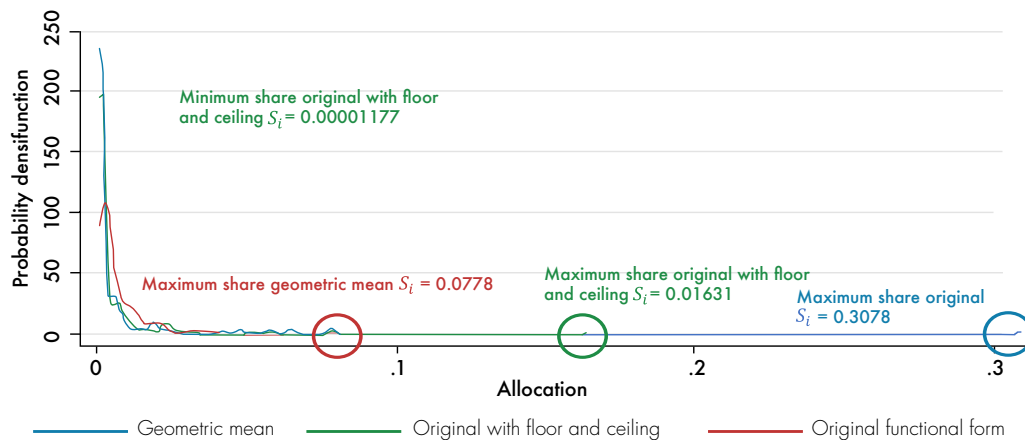 250
200
150
100
50
0
Probability densifunction
Minimum share original with floor
and ceiling Sᵢ = 0.00001177
Maximum share geometric mean Sᵢ = 0.0778
Maximum share original with floor
and ceiling Sᵢ = 0.01631
Maximum share original
Sᵢ = 0.3078
0 .1 .2 .3
Allocation
Geometric mean Original with floor and ceiling Original functional form